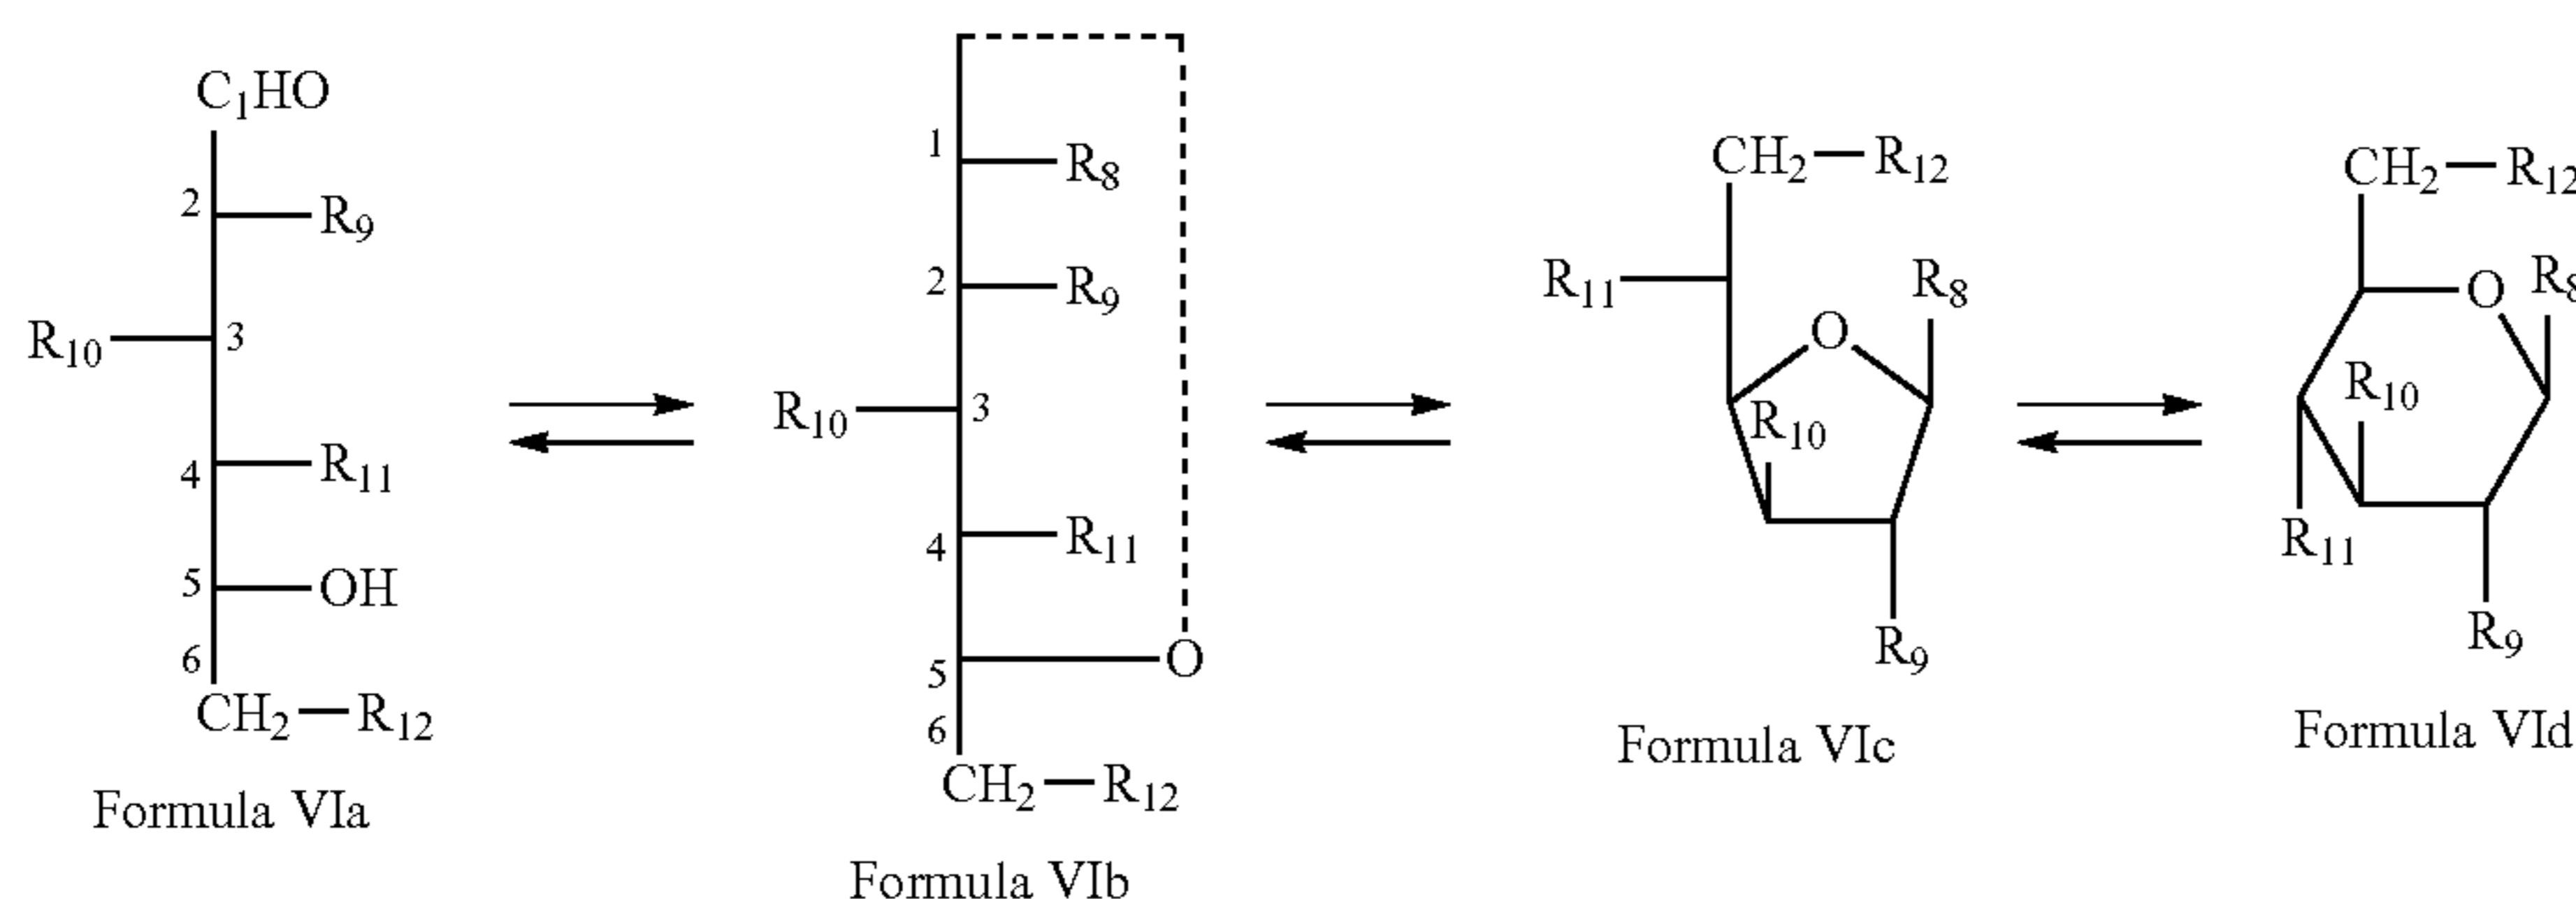 C₁HO
2 R₉
R₁₀ 3
4 R₁₁
5 OH
6
CH₂ R₁₂
Formula VIa
1 R₈
2 R₉
R₁₀ 3
4 R₁₁
5 O
6
CH₂ R₁₂
Formula VIb
CH₂ R₁₂
R₁₁ R₈
O
R₁₀
R₉
Formula VIc
CH₂ R₁₂
O R₈
R₁₀
R₁₁
R₉
Formula VId